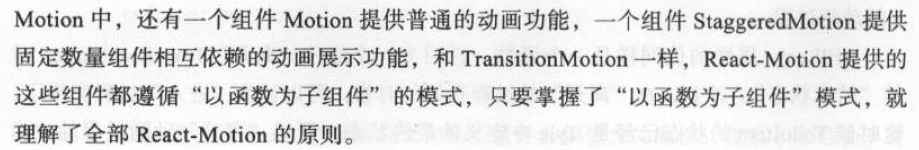 Motion 中，还有一个组件 Motion 提供普通的动画功能，一个组件 StaggeredMotion 提供
固定数量组件相互依赖的动画展示功能，和 TransitionMotion 一样，React-Motion 提供的
这些组件都遵循“以函数为子组件”的模式，只要掌握了“以函数为子组件”模式，就
理解了全部 React-Motion 的原则。